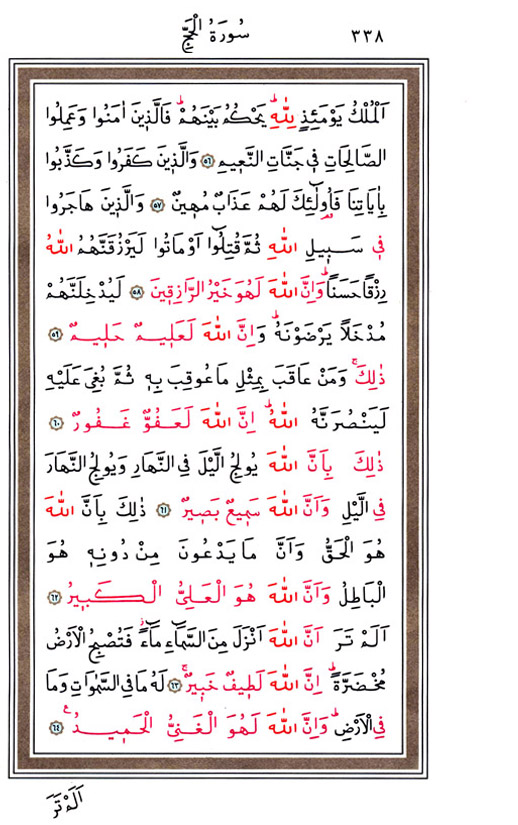 ٣٣٨ سُورَةُ الْحَجِّ
اَلْمُلْكُ يَوْمَئِذٍ لِلّٰهِۜ يَحْكُمُ بَيْنَهُمْۜ فَالَّذٖينَ اٰمَنُوا وَعَمِلُوا
الصَّالِحَاتِ فٖي جَنَّاتِ النَّعٖيمِ ٥٦ وَالَّذٖينَ كَفَرُوا وَكَذَّبُوا
بِاٰيَاتِنَا فَاُو۬لٰٓئِكَ لَهُمْ عَذَابٌ مُهٖينٌ ٥٧ وَالَّذٖينَ هَاجَرُوا
فٖي سَبٖيلِ اللّٰهِ ثُمَّ قُتِلُٓوا اَوْ مَاتُوا لَيَرْزُقَنَّهُمُ اللّٰهُ
رِزْقًا حَسَنًاۜ وَاِنَّ اللّٰهَ لَهُوَ خَيْرُ الرَّازِقٖينَ ٥٨ لَيُدْخِلَنَّهُمْ
مُدْخَلًا يَرْضَوْنَهُۜ وَاِنَّ اللّٰهَ لَعَلٖيمٌ حَلٖيمٌ ٥٩
ذٰلِكَۚ وَمَنْ عَاقَبَ بِمِثْلِ مَا عُوقِبَ بِهٖ ثُمَّ بُغِيَ عَلَيْهِ
لَيَنْصُرَنَّهُ اللّٰهُۜ اِنَّ اللّٰهَ لَعَفُوٌّ غَفُورٌ ٦٠
ذٰلِكَ بِاَنَّ اللّٰهَ يُولِجُ الَّيْلَ فِي النَّهَارِ وَيُولِجُ النَّهَارَ
فِي الَّيْلِ وَاَنَّ اللّٰهَ سَمٖيعٌ بَصٖيرٌ ٦١ ذٰلِكَ بِاَنَّ اللّٰهَ
هُوَ الْحَقُّ وَاَنَّ مَا يَدْعُونَ مِنْ دُونِهٖ هُوَ
الْبَاطِلُ وَاَنَّ اللّٰهَ هُوَ الْعَلِيُّ الْكَبٖيرُ ٦٢
اَلَمْ تَرَ اَنَّ اللّٰهَ اَنْزَلَ مِنَ السَّمَٓاءِ مَٓاءًۘ فَتُصْبِحُ الْاَرْضُ
مُخْضَرَّةًۜ اِنَّ اللّٰهَ لَطٖيفٌ خَبٖيرٌۚ ٦٣ لَهُ مَا فِي السَّمٰوَاتِ وَمَا
فِي الْاَرْضِۜ وَاِنَّ اللّٰهَ لَهُوَ الْغَنِيُّ الْحَمٖيدُ۟ ٦٤
اَلَمْ تَرَ